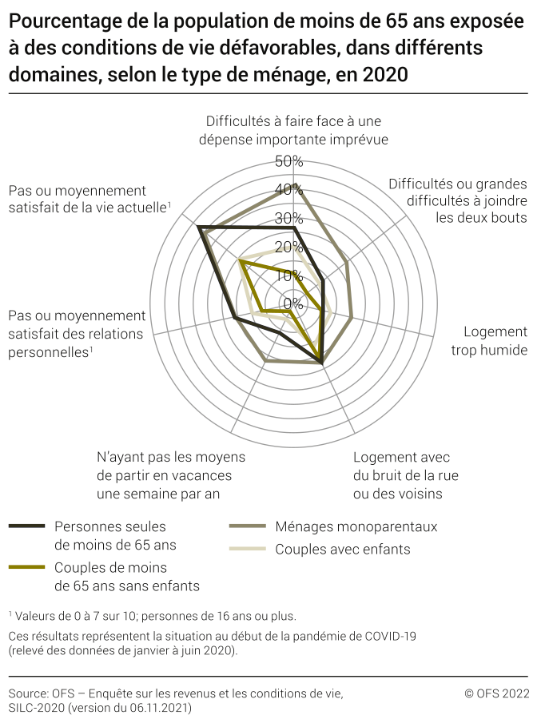 Pourcentage de la population de moins de 65 ans exposée
à des conditions de vie défavorables, dans différents
domaines, selon le type de ménage, en 2020
Difficultés à faire face à une
dépense importante imprévue
50%
40%
30%
20%
10%
0%
Difficultés ou grandes
difficultés à joindre
les deux bouts
Logement
trop humide
Logement avec
du bruit de la rue
ou des voisins
N'ayant pas les moyens
de partir en vacances
une semaine par an
Pas ou moyennement
satisfait des relations
personnelles¹
Pas ou moyennement
satisfait de la vie actuelle¹
Personnes seules
de moins de 65 ans
Couples de moins
de 65 ans sans enfants
Ménages monoparentaux
Couples avec enfants
¹ Valeurs de 0 à 7 sur 10; personnes de 16 ans ou plus.
Ces résultats représentent la situation au début de la pandémie de COVID-19
(relevé des données de janvier à juin 2020).
Source: OFS – Enquête sur les revenus et les conditions de vie,
SILC-2020 (version du 06.11.2021)
© OFS 2022